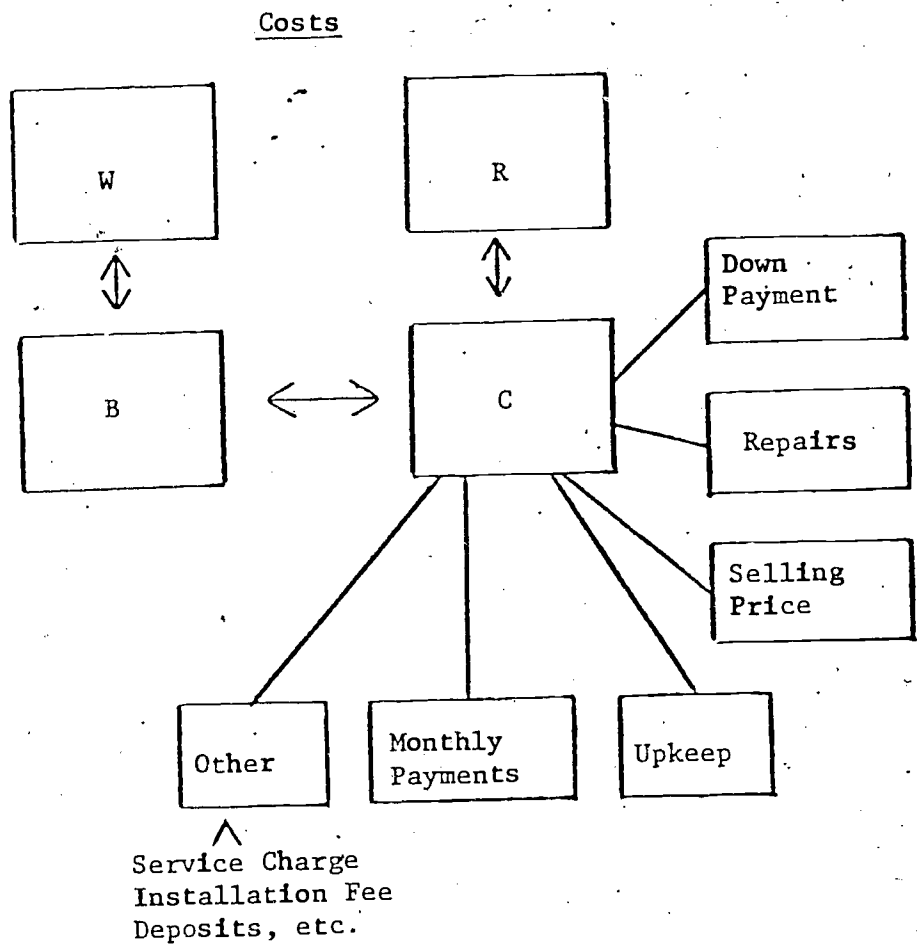 Costs
W
R
Down
Payment
B
C
Repairs
Selling
Price
Other
Monthly
Payments
Upkeep
Service Charge
Installation Fee
Deposits, etc.